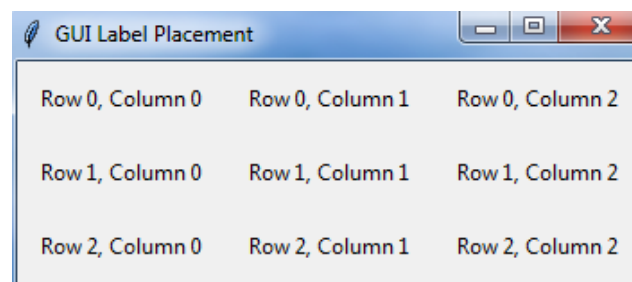 GUI Label Placement
Row 0, Column 0 Row 0, Column 1 Row 0, Column 2
Row 1, Column 0 Row 1, Column 1 Row 1, Column 2
Row 2, Column 0 Row 2, Column 1 Row 2, Column 2